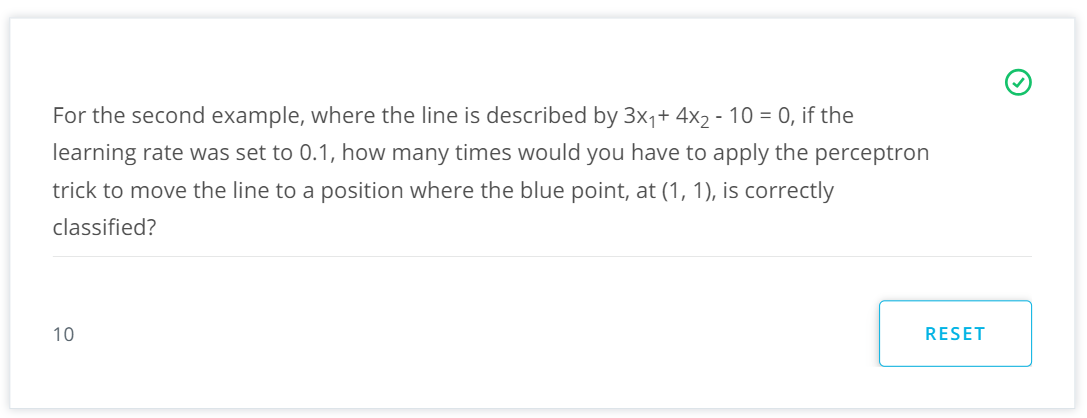 For the second example, where the line is described by 3x₁+ 4x₂ - 10 = 0, if the
learning rate was set to 0.1, how many times would you have to apply the perceptron
trick to move the line to a position where the blue point, at (1, 1), is correctly
classified?
10
RESET